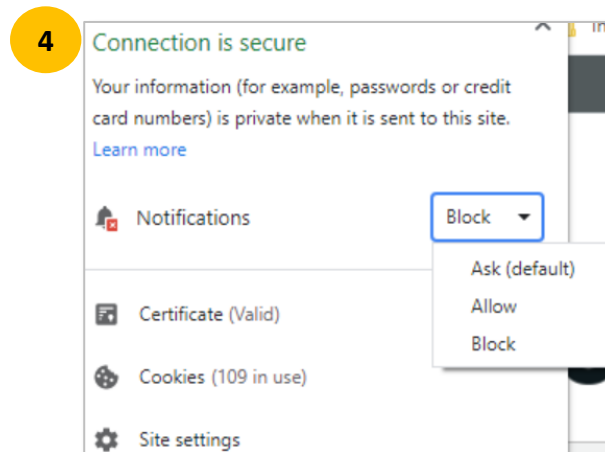 4
Connection is secure
Your information (for example, passwords or credit
card numbers) is private when it is sent to this site.
Learn more
Notifications
Block
Ask (default)
Allow
Block
Certificate (Valid)
Cookies (109 in use)
Site settings